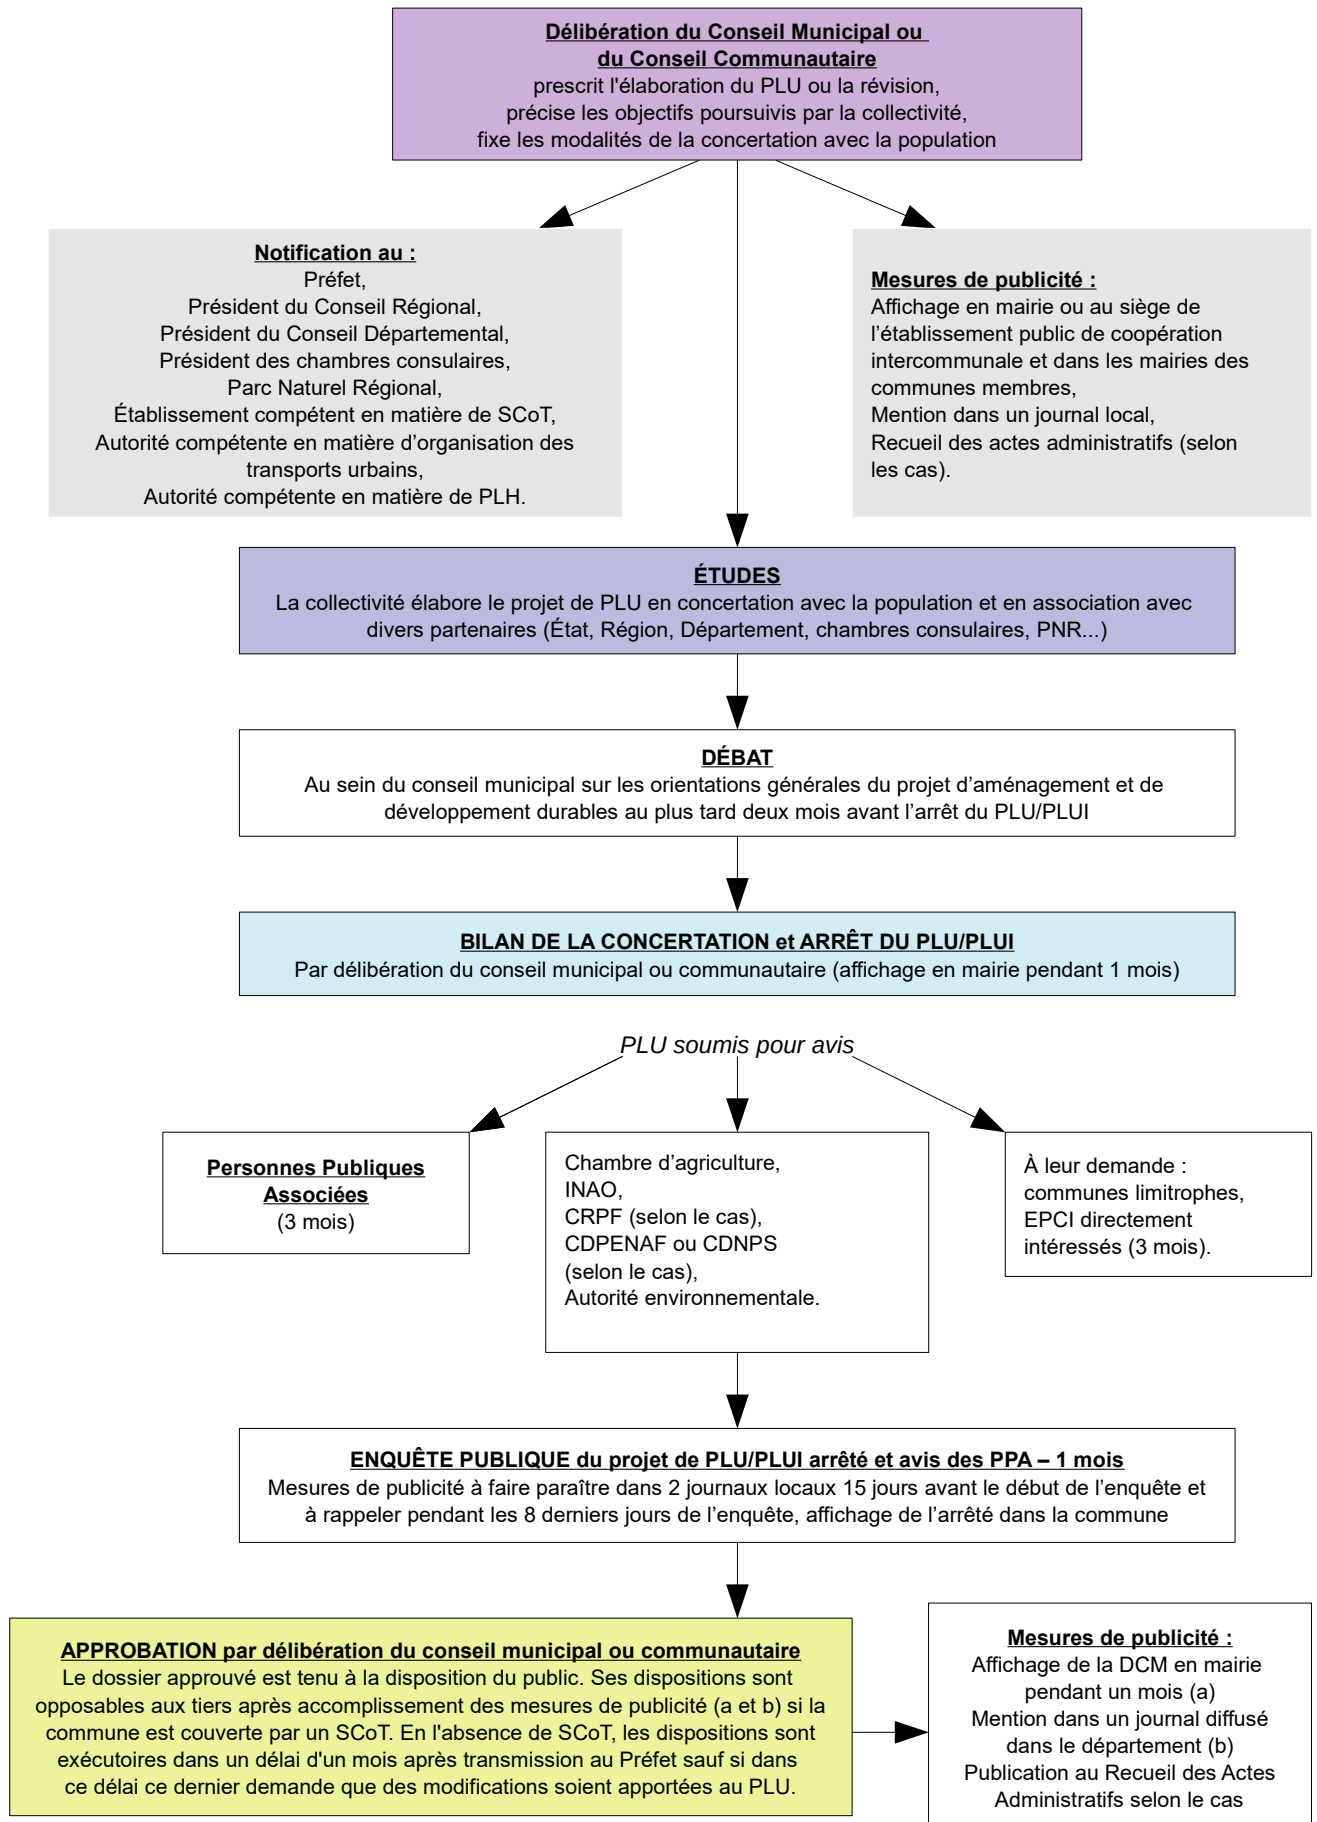 Délibération du Conseil Municipal ou
du Conseil Communautaire
prescrit l'élaboration du PLU ou la révision,
précise les objectifs poursuivis par la collectivité,
fixe les modalités de la concertation avec la population
Notification au :
Préfet,
Président du Conseil Régional,
Président du Conseil Départemental,
Président des chambres consulaires,
Parc Naturel Régional,
Établissement compétent en matière de SCoT,
Autorité compétente en matière d’organisation des
transports urbains,
Autorité compétente en matière de PLH.
Mesures de publicité :
Affichage en mairie ou au siège de
l’établissement public de coopération
intercommunale et dans les mairies des
communes membres,
Mention dans un journal local,
Recueil des actes administratifs (selon
les cas).
ÉTUDES
La collectivité élabore le projet de PLU en concertation avec la population et en association avec
divers partenaires (État, Région, Département, chambres consulaires, PNR...)
DÉBAT
Au sein du conseil municipal sur les orientations générales du projet d’aménagement et de
développement durables au plus tard deux mois avant l’arrêt du PLU/PLUI
BILAN DE LA CONCERTATION et ARRÊT DU PLU/PLUI
Par délibération du conseil municipal ou communautaire (affichage en mairie pendant 1 mois)
PLU soumis pour avis
Personnes Publiques
Associées
(3 mois)
Chambre d’agriculture,
INAO,
CRPF (selon le cas),
CDPENAF ou CDNPS
(selon le cas),
Autorité environnementale.
À leur demande :
communes limitrophes,
EPCI directement
intéressés (3 mois).
ENQUÊTE PUBLIQUE du projet de PLU/PLUI arrêté et avis des PPA – 1 mois
Mesures de publicité à faire paraître dans 2 journaux locaux 15 jours avant le début de l’enquête et
à rappeler pendant les 8 derniers jours de l’enquête, affichage de l’arrêté dans la commune
APPROBATION par délibération du conseil municipal ou communautaire
Le dossier approuvé est tenu à la disposition du public. Ses dispositions sont
opposables aux tiers après accomplissement des mesures de publicité (a et b) si la
commune est couverte par un SCoT. En l'absence de SCoT, les dispositions sont
exécutoires dans un délai d'un mois après transmission au Préfet sauf si dans
ce délai ce dernier demande que des modifications soient apportées au PLU.
Mesures de publicité :
Affichage de la DCM en mairie
pendant un mois (a)
Mention dans un journal diffusé
dans le département (b)
Publication au Recueil des Actes
Administratifs selon le cas